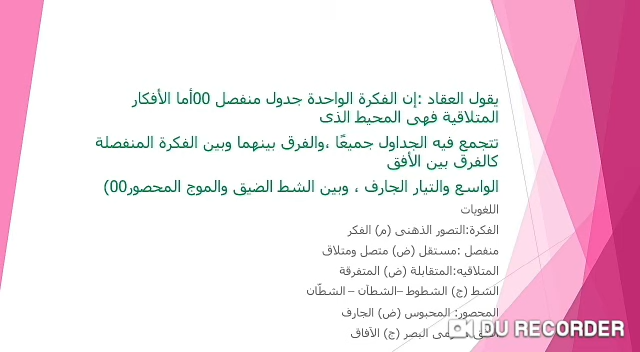 يقول العقاد :إن الفكرة الواحدة جدول منفصل 00أما الأفكار
المتلاقية فهى المحيط الذى
تتجمع فيه الجداول جميعًا ،والفرق بينهما وبين الفكرة المنفصلة
كالفرق بين الأفق
الواسع والتيار الجارف ، وبين الشط الضيق والموج المحصور00)
اللغويات
الفكرة:التصور الذهنى (م) الفكر
منفصل :مستقل (ض) متصل ومتلاق
المتلاقيه:المتقابلة (ض) المتفرقة
الشط (ج) الشطوط –الشطآن – الشطّان
المحصور: المحبوس (ض) الجارف
البصر (ج) الآفاق
DU RECORDER